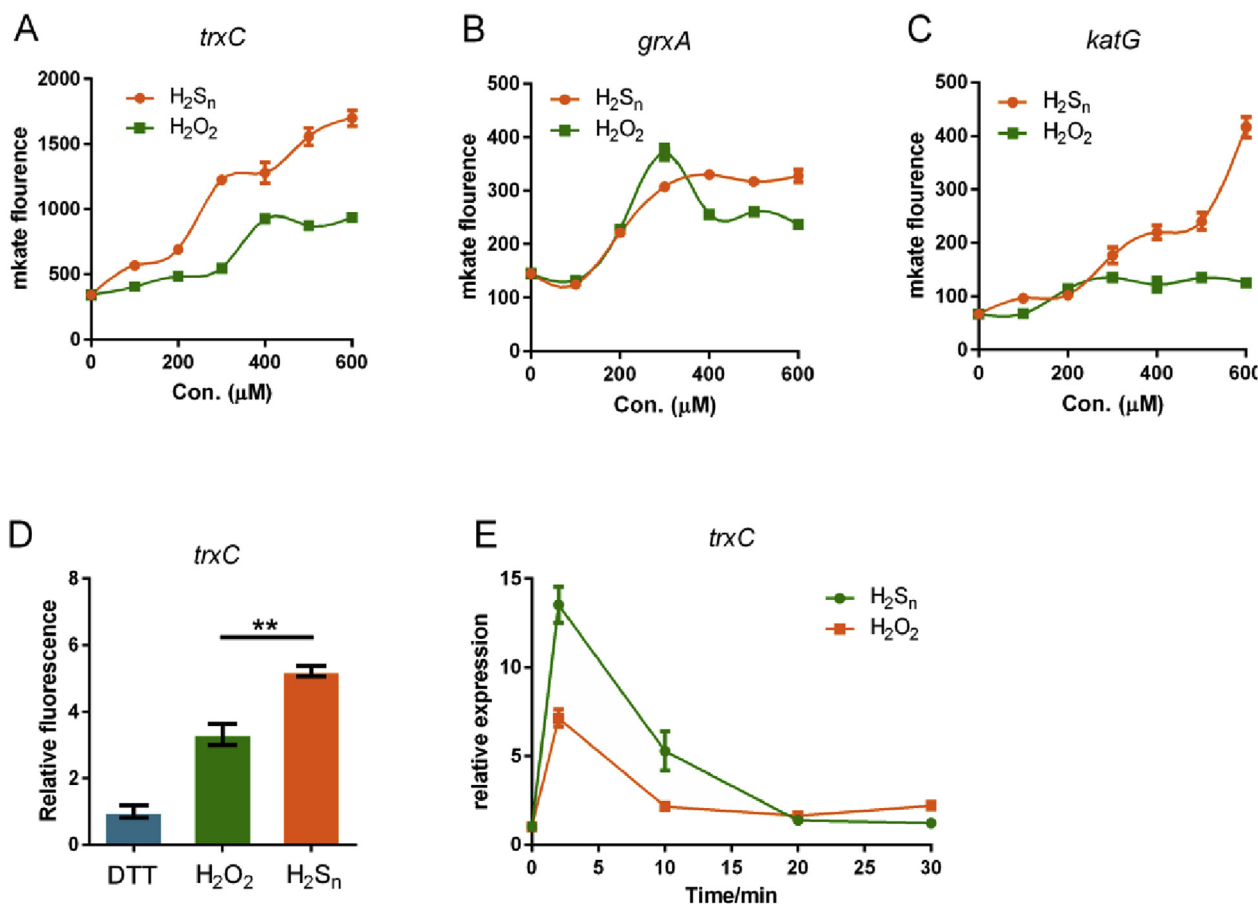 A
trxC
mkate flourence
2000
1500
1000
500
0
H₂Sₙ
H₂O₂
0 200 400 600
Con. (μM)
B
grxA
mkate flourence
500
400
300
200
100
0
H₂Sₙ
H₂O₂
0 200 400 600
Con. (μM)
C
katG
mkate flourence
500
400
300
200
100
0
H₂Sₙ
H₂O₂
0 200 400 600
Con. (μM)
D
trxC
Relative fluorescence
8
6
4
2
0
**
DTT H₂O₂ H₂Sₙ
E
trxC
relative expression
15
10
5
0
H₂Sₙ
H₂O₂
0 5 10 15 20 25 30
Time/min